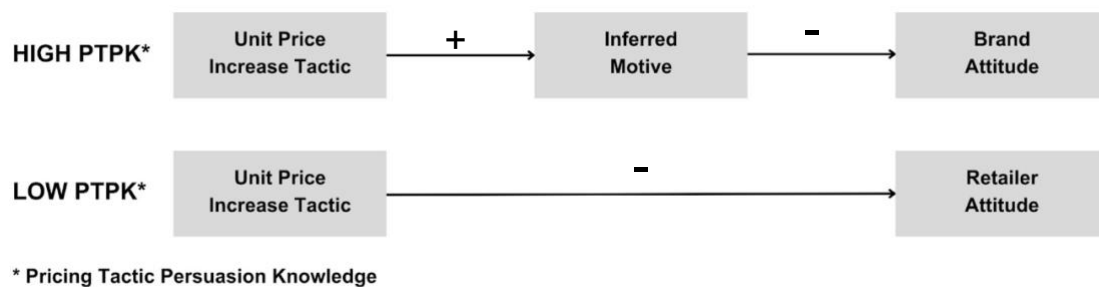 HIGH PTPK*
Unit Price
Increase Tactic
+
Inferred
Motive
-
Brand
Attitude
LOW PTPK*
Unit Price
Increase Tactic
-
Retailer
Attitude
* Pricing Tactic Persuasion Knowledge